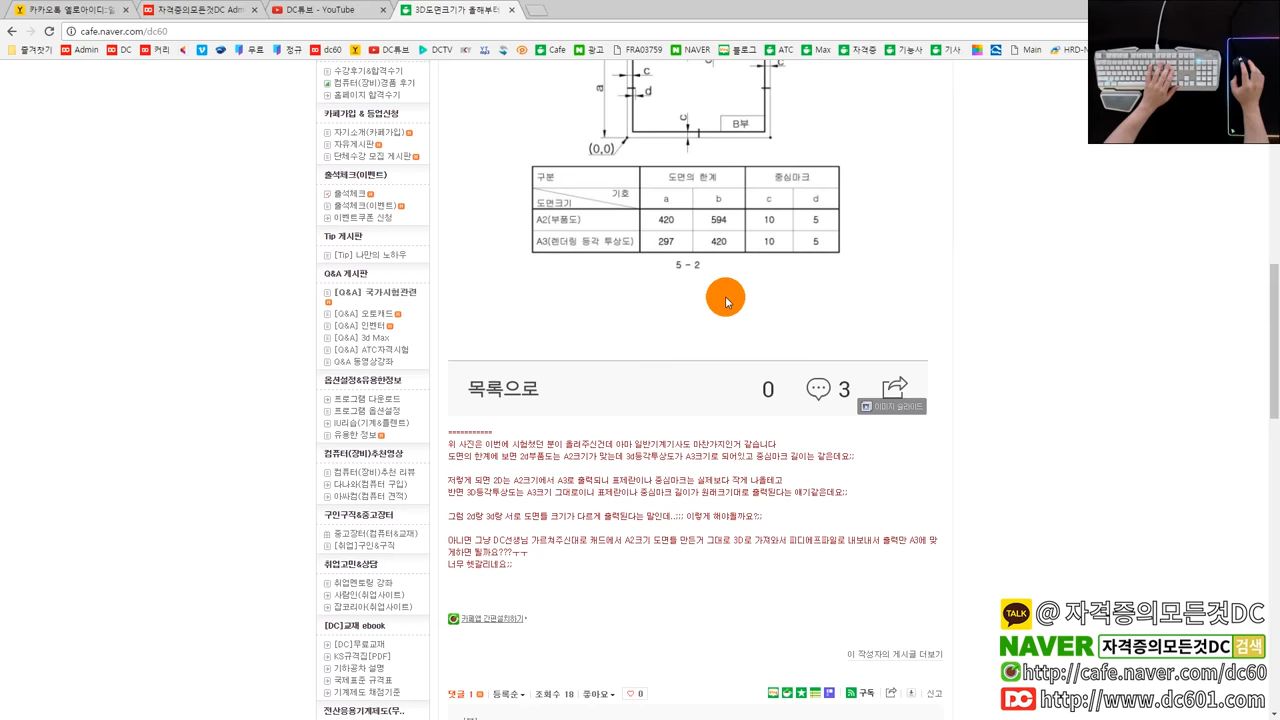 카카오톡 옐로아이디:일
자격증의모든것DC Adm
DC튜브 - YouTube
3D도면크기가 올해부터
cafe.naver.com/dc60
즐겨찾기 Admin DC 커리 무료 정규 dc60 DC튜브 DCTV Cafe 광고 FRA03759 NAVER 블로그 ATC Max 자격증 기능사 기사 Main HRD-N
수강후기&합격수기
컴퓨터(장비)경품 후기
홈페이지 합격수기
카페가입 & 등업신청
자기소개(카페가입)
자유게시판
단체수강 모집 게시판
출석체크(이벤트)
출석체크
출석체크(이벤트)
이벤트쿠폰 신청
Tip 게시판
[Tip] 나만의 노하우
Q&A 게시판
[Q&A] 국가시험관련
[Q&A] 오토캐드
[Q&A] 인벤터
[Q&A] 3d Max
[Q&A] ATC자격시험
Q&A 동영상강좌
옵션설정&유용한정보
프로그램 다운로드
프로그램 옵션설정
IU리습(기계&플랜트)
유용한 정보
컴퓨터(장비)추천영상
컴퓨터(장비)추천 리뷰
다나와(컴퓨터 구입)
아싸컴(컴퓨터 견적)
구인구직&중고장터
중고장터(컴퓨터&교재)
[취업]구인&구직
취업고민&상담
취업멘토링 강좌
사람인(취업사이트)
잡코리아(취업사이트)
[DC]교재 ebook
[DC]무료교재
KS규격집[PDF]
기하공차 설명
국제표준 규격표
기계제도 채점기준
전산응용기계제도(무..
c
c
a
d
c
B부
(0,0)
구분 도면의 한계 중심마크
기호
도면크기 a b c d
A2(부품도) 420 594 10 5
A3(렌더링 등각 투상도) 297 420 10 5
5 - 2
목록으로 0 3
이미지 슬라이드
===========
위 사진은 이번에 시험쳤던 분이 올려주신건데 아마 일반기계기사도 마찬가지인거 같습니다
도면의 한계에 보면 2d부품도는 A2크기가 맞는데 3d등각투상도가 A3크기로 되어있고 중심마크 길이는 같은데요;;
저렇게 되면 2D는 A2크기에서 A3로 출력되니 표제란이나 중심마크는 실제보다 작게 나올테고
반면 3D등각투상도는 A3크기 그대로이니 표제란이나 중심마크 길이가 원래크기대로 출력된다는 얘기같은데요;;
그럼 2d랑 3d랑 서로 도면틀 크기가 다르게 출력된다는 말인데..;;; 이렇게 해야될까요?;
아니면 그냥 DC선생님 가르쳐주신대로 캐드에서 A2크기 도면틀 만든거 그대로 3D로 가져와서 피디에프파일로 내보내서 출력만 A3에 맞
게하면 될까요???ㅜㅜ
너무 헷갈리네요;;
카페앱 간편설치하기
이 작성자의 게시글 더보기
댓글 1 등록순 조회수 18 좋아요 0
구독 신고
TALK @ 자격증의모든것DC
NAVER 자격증의모든것DC 검색
http://cafe.naver.com/dc60
DC http://www.dc601.com/